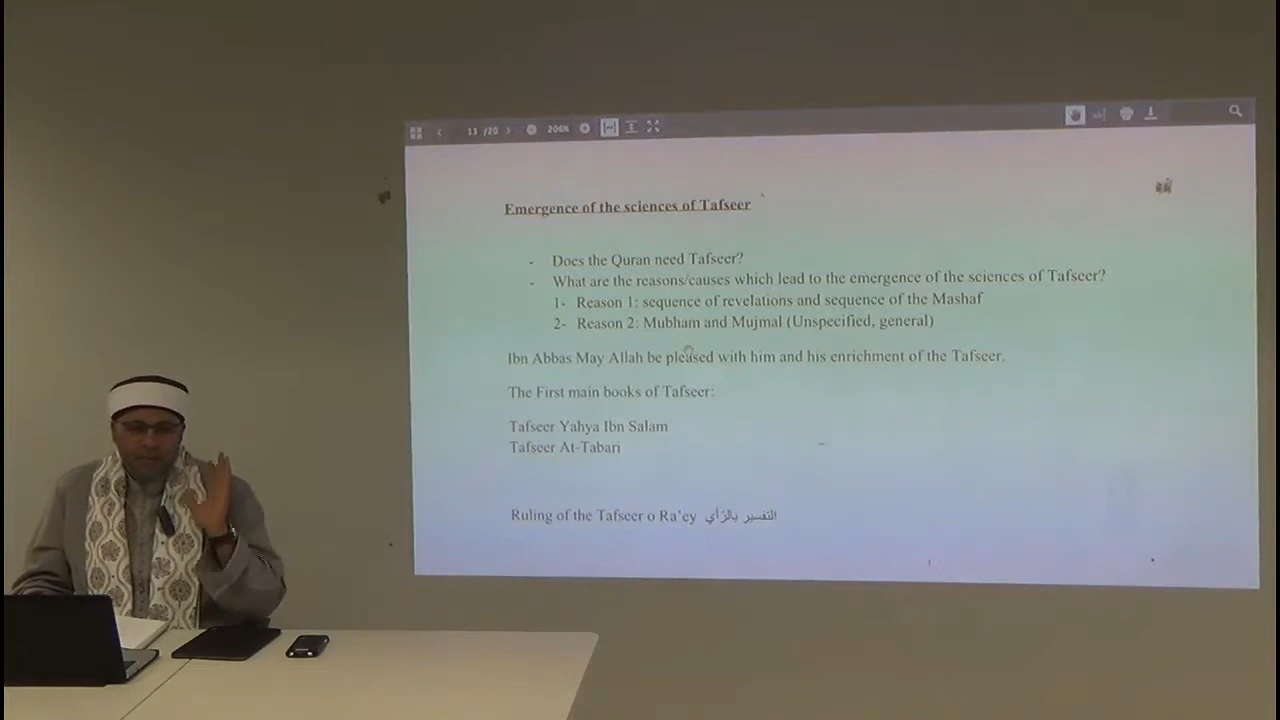 13 /20
206%
Emergence of the sciences of Tafseer
- Does the Quran need Tafseer?
- What are the reasons/causes which lead to the emergence of the sciences of Tafseer?
1- Reason 1: sequence of revelations and sequence of the Mashaf
2- Reason 2: Mubham and Mujmal (Unspecified, general)
Ibn Abbas May Allah be pleased with him and his enrichment of the Tafseer.
The First main books of Tafseer:
Tafseer Yahya Ibn Salam
Tafseer At-Tabari
Ruling of the Tafseer o Ra'ey التفسير بالرأي